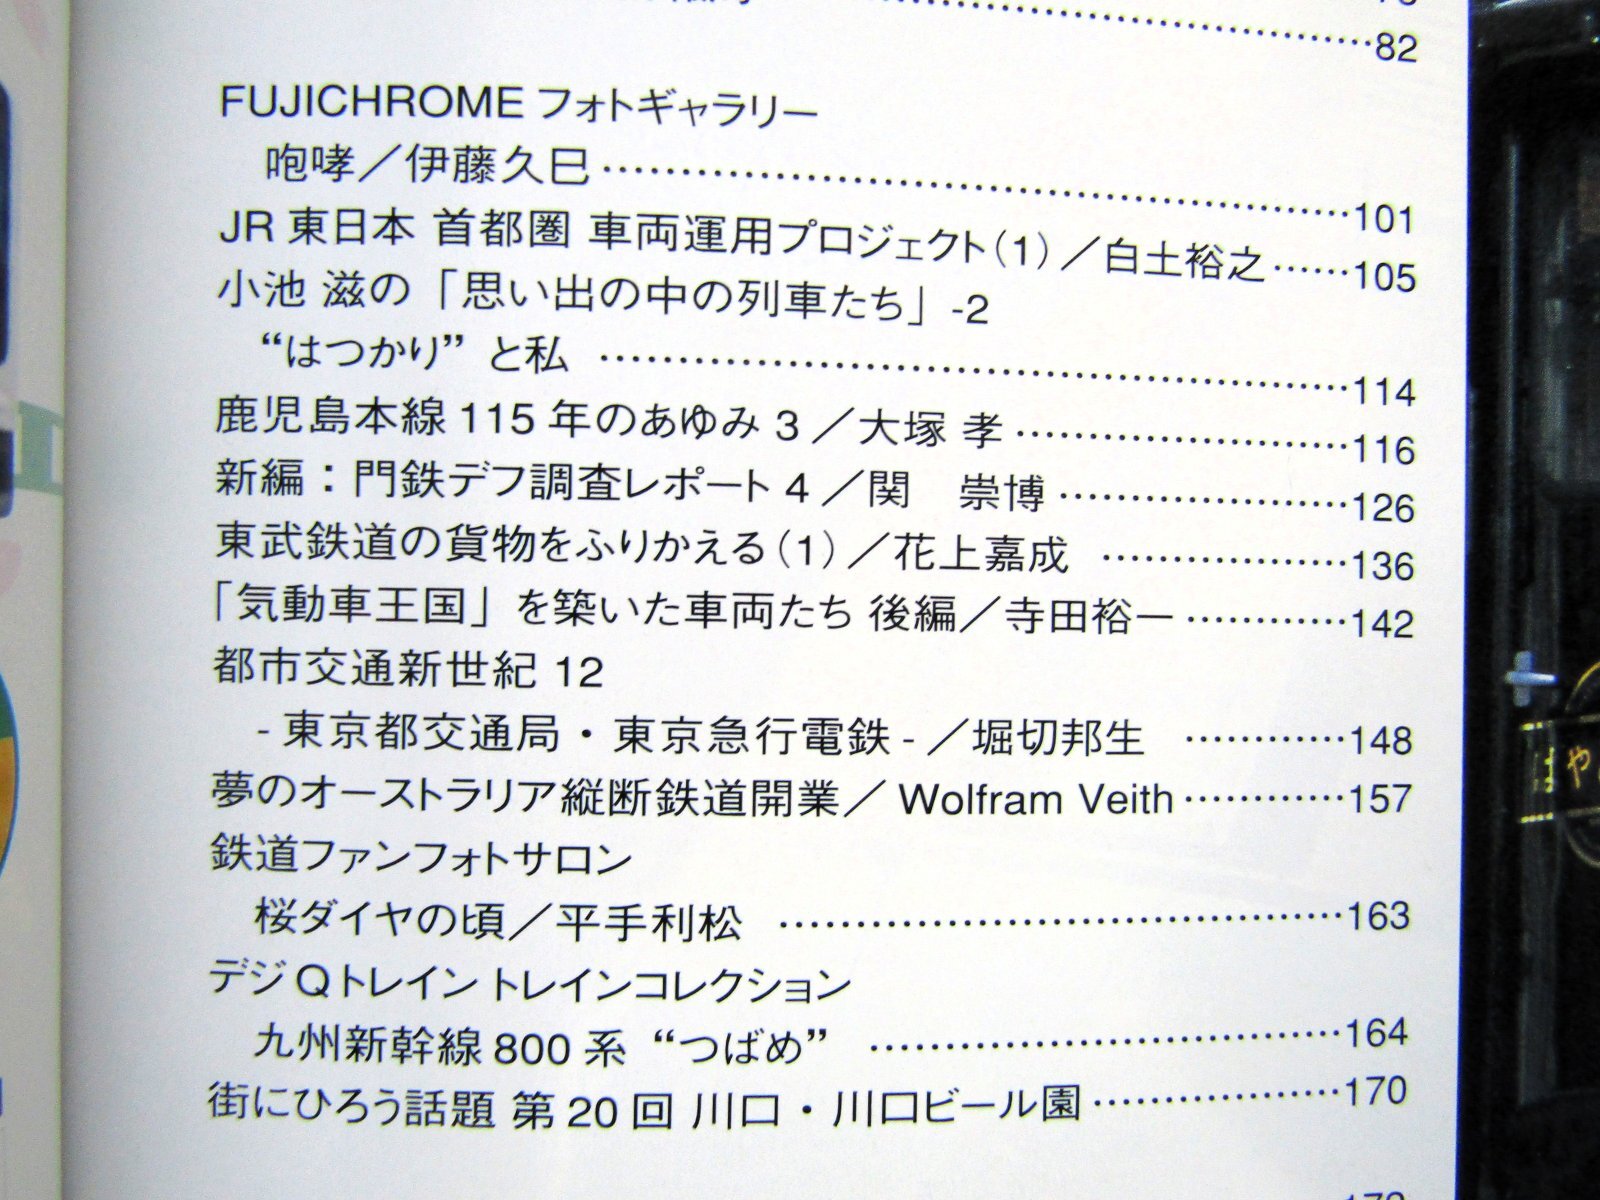 82
FUJICHROME フォトギャラリー
咆哮／伊藤久巳……………………………101
JR 東日本 首都圏 車両運用プロジェクト(1)／白土裕之……105
小池 滋の「思い出の中の列車たち」-2
“はつかり” と私 ……………………………114
鹿児島本線 115 年のあゆみ 3 ／大塚 孝……………116
新編：門鉄デフ調査レポート 4 ／関　崇博…………126
東武鉄道の貨物をふりかえる(1)／花上嘉成 …………136
「気動車王国」を築いた車両たち 後編／寺田裕一…………142
都市交通新世紀 12
- 東京都交通局・東京急行電鉄 - ／堀切邦生 …………148
夢のオーストラリア縦断鉄道開業／ Wolfram Veith…………157
鉄道ファンフォトサロン
桜ダイヤの頃／平手利松 ……………………163
デジQトレイン トレインコレクション
九州新幹線 800 系 “つばめ” …………………164
街にひろう話題 第 20 回 川口・川口ビール園…………170